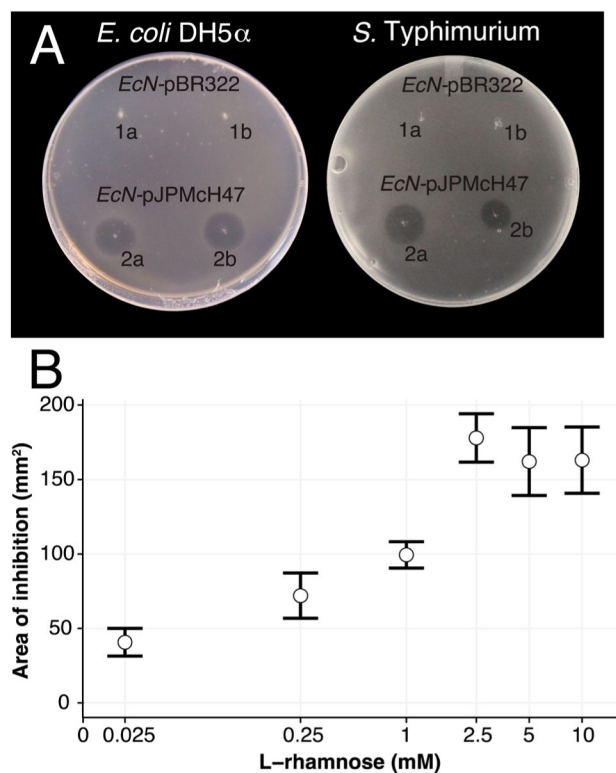 A
E. coli DH5α
S. Typhimurium
EcN-pBR322
1a
1b
EcN-pJPMcH47
2a
2b
EcN-pBR322
1a
1b
EcN-pJPMcH47
2a
2b
B
Area of inhibition (mm²)
200
150
100
50
0
0 0.025 0.25 1 2.5 5 10
L-rhamnose (mM)